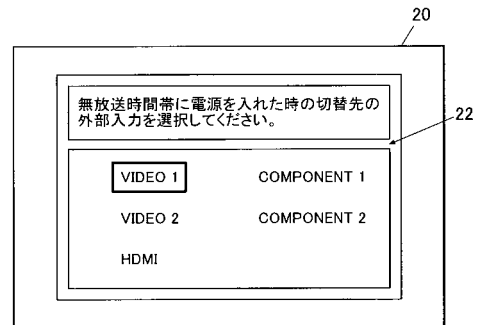 20
無放送時間帯に電源を入れた時の切替先の
外部入力を選択してください。
22
VIDEO 1 COMPONENT 1
VIDEO 2 COMPONENT 2
HDMI